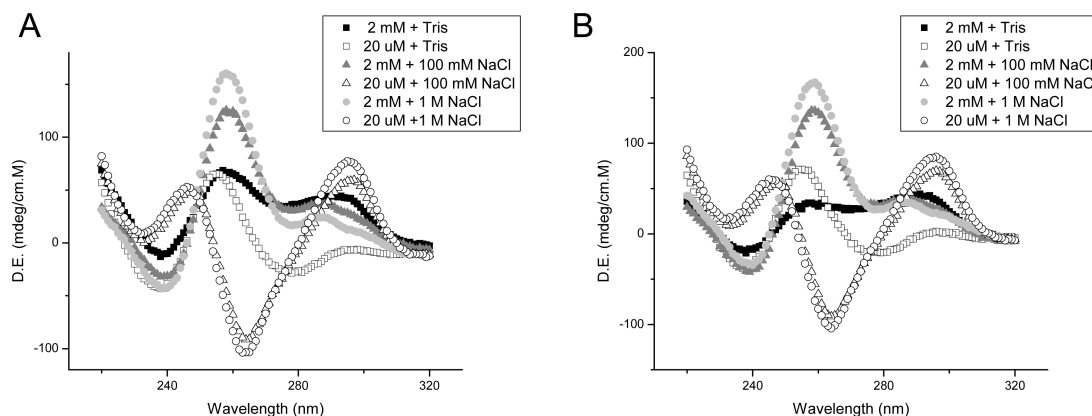 A
2 mM + Tris
20 uM + Tris
2 mM + 100 mM NaCl
20 uM + 100 mM NaCl
2 mM + 1 M NaCl
20 uM +1 M NaCl
100
0
-100
D.E. (mdeg/cm.M)
240
280
320
Wavelength (nm)
B
2 mM + Tris
20 uM + Tris
2 mM + 100 mM NaCl
20 uM + 100 mM NaC
2 mM + 1 M NaCl
20 uM +1 M NaCl
200
100
0
-100
D.E. (mdeg/cm.M)
240
280
320
Wavelength (nm)